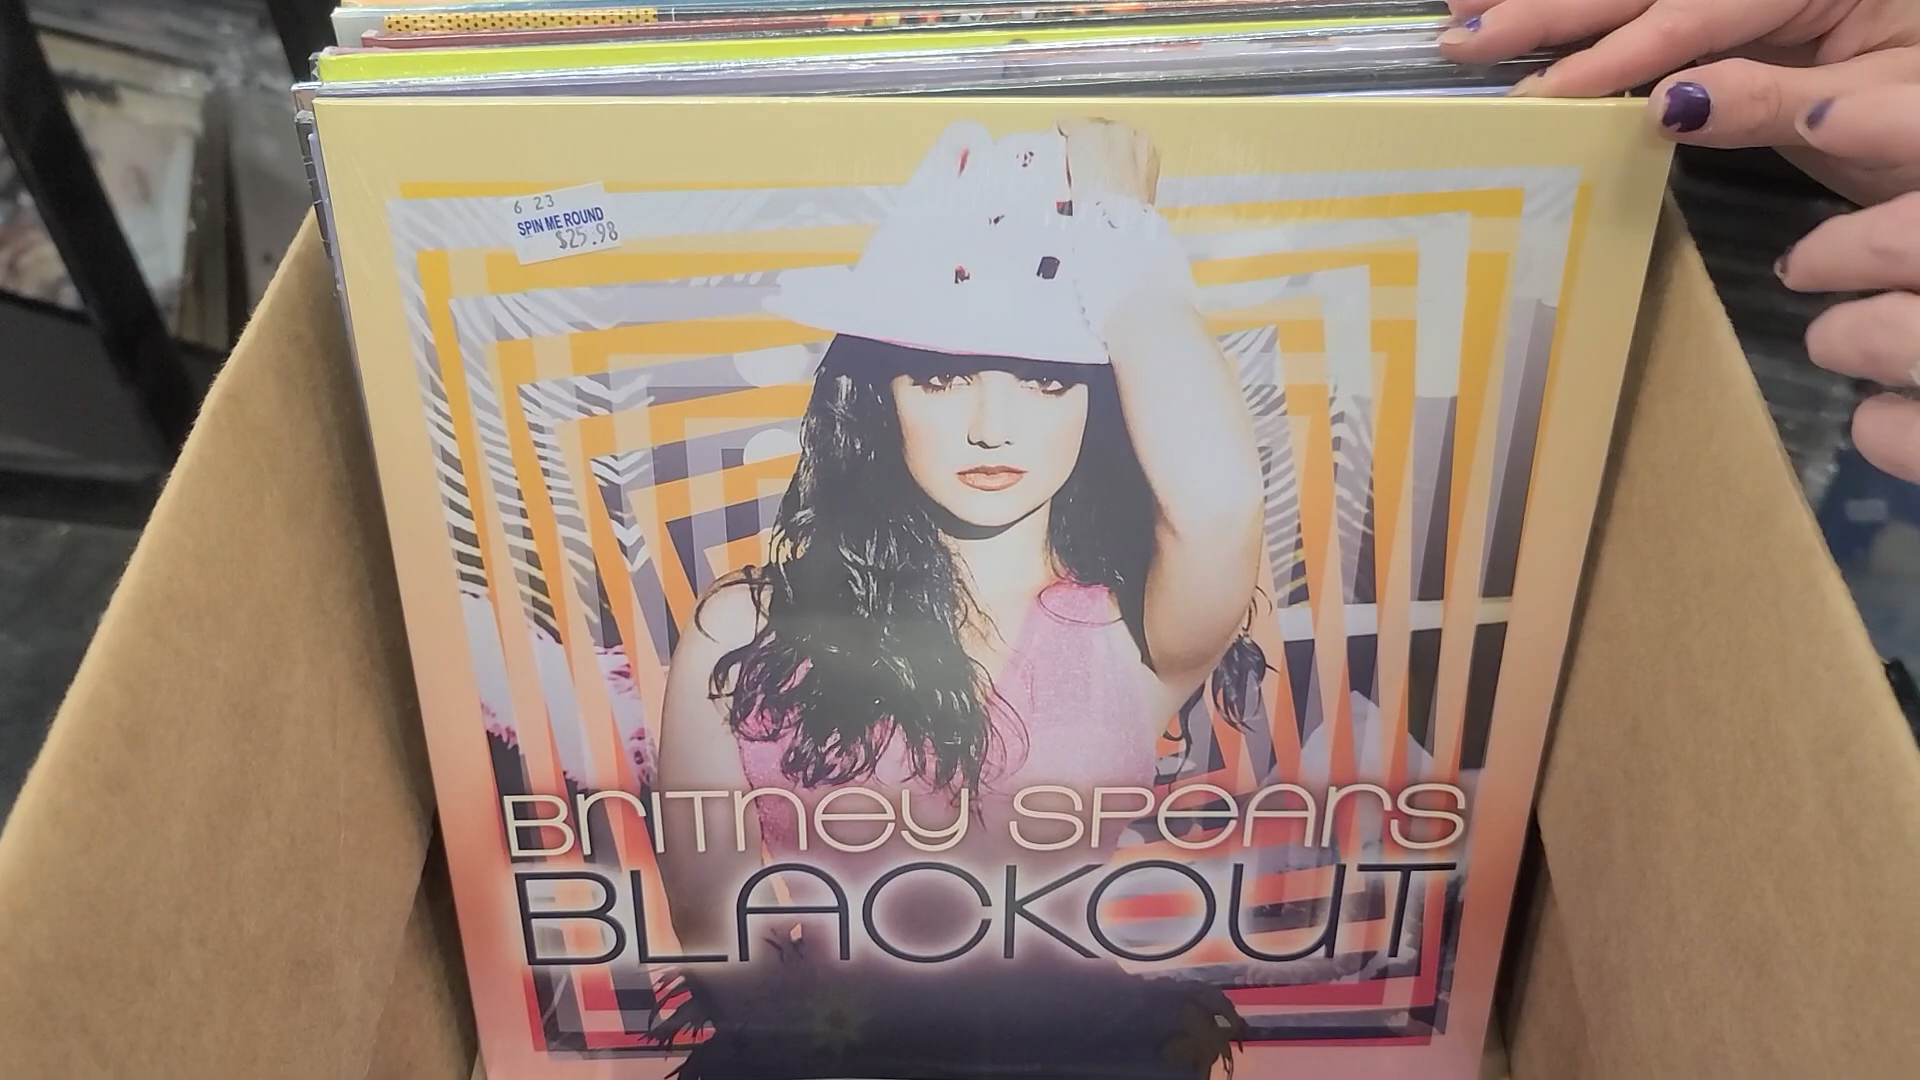 6 23
SPIN ME ROUND
$25.98
BrITney SPeArS
BLACKOUT